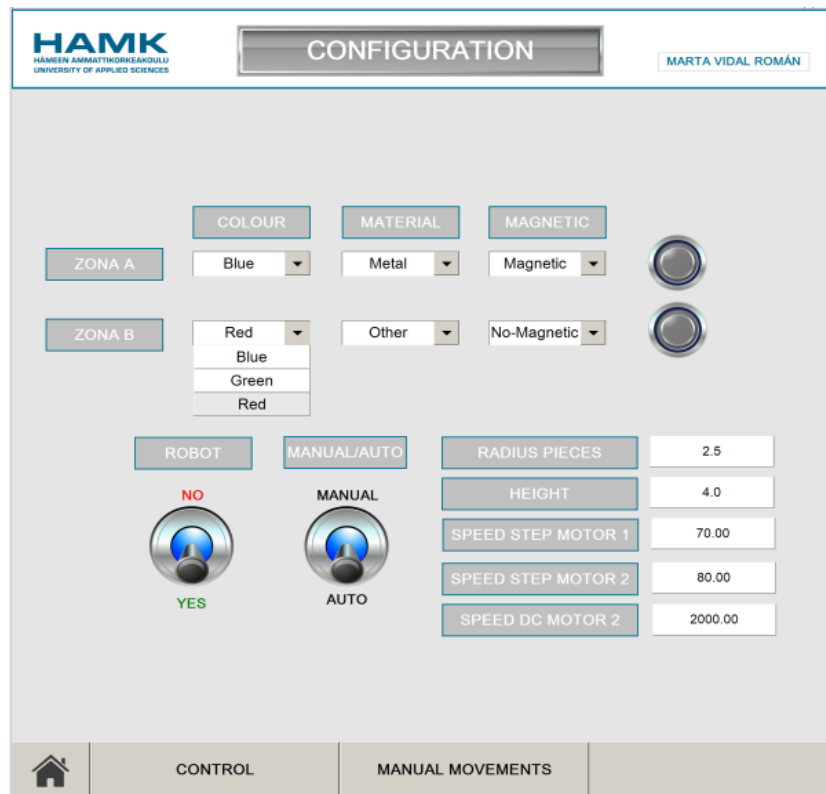 HAMK
HÄMEEN AMMATTIKORKEAKOULU
UNIVERSITY OF APPLIED SCIENCES
CONFIGURATION
MARTA VIDAL ROMÁN
COLOUR MATERIAL MAGNETIC
ZONA A Blue Metal Magnetic
ZONA B Red Other No-Magnetic
Blue
Green
Red
ROBOT MANUAL/AUTO
NO MANUAL
YES AUTO
RADIUS PIECES 2.5
HEIGHT 4.0
SPEED STEP MOTOR 1 70.00
SPEED STEP MOTOR 2 80.00
SPEED DC MOTOR 2 2000.00
CONTROL MANUAL MOVEMENTS